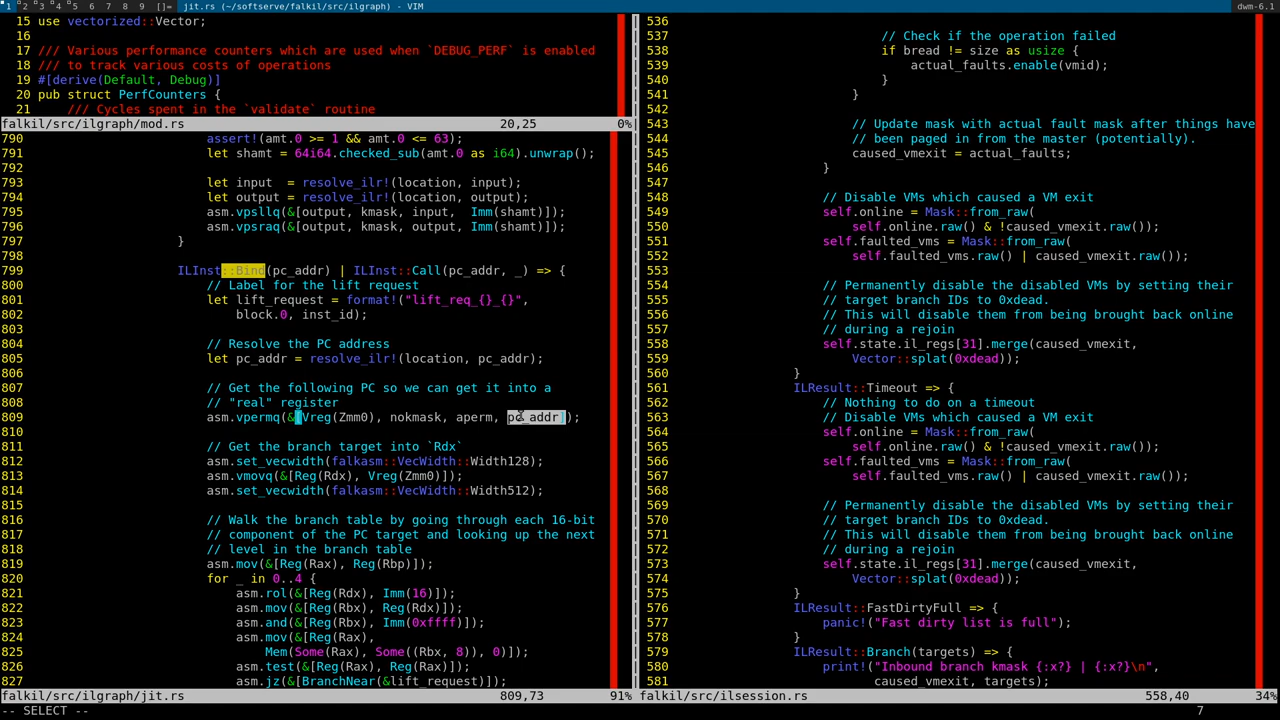 1 2 3 4 5 6 7 8 9 []= jit.rs (~/softserve/falkil/src/ilgraph) - VIM dwm-6.1
15 use vectorized::Vector;
16
17 /// Various performance counters which are used when `DEBUG_PERF` is enabled
18 /// to track various costs of operations
19 #[derive(Default, Debug)]
20 pub struct PerfCounters {
21 /// Cycles spent in the `validate` routine
falkil/src/ilgraph/mod.rs 20,25 0%
790 assert!(amt.0 >= 1 && amt.0 <= 63);
791 let shamt = 64i64.checked_sub(amt.0 as i64).unwrap();
792
793 let input  = resolve_ilr!(location, input);
794 let output = resolve_ilr!(location, output);
795 asm.vpsllq(&[output, kmask, input,  Imm(shamt)]);
796 asm.vpsraq(&[output, kmask, output, Imm(shamt)]);
797 }
798
799 ILInst::Bind(pc_addr) | ILInst::Call(pc_addr, _) => {
800 // Label for the lift request
801 let lift_request = format!("lift_req_{}_{}",
802 block.0, inst_id);
803
804 // Resolve the PC address
805 let pc_addr = resolve_ilr!(location, pc_addr);
806
807 // Get the following PC so we can get it into a
808 // "real" register
809 asm.vpermq(&[Vreg(Zmm0), nokmask, aperm, pc_addr]);
810
811 // Get the branch target into `Rdx`
812 asm.set_vecwidth(falkasm::VecWidth::Width128);
813 asm.vmovq(&[Reg(Rdx), Vreg(Zmm0)]);
814 asm.set_vecwidth(falkasm::VecWidth::Width512);
815
816 // Walk the branch table by going through each 16-bit
817 // component of the PC target and looking up the next
818 // level in the branch table
819 asm.mov(&[Reg(Rax), Reg(Rbp)]);
820 for _ in 0..4 {
821 asm.rol(&[Reg(Rdx), Imm(16)]);
822 asm.mov(&[Reg(Rbx), Reg(Rdx)]);
823 asm.and(&[Reg(Rbx), Imm(0xffff)]);
824 asm.mov(&[Reg(Rax),
825 Mem(Some(Rax), Some((Rbx, 8)), 0)]);
826 asm.test(&[Reg(Rax), Reg(Rax)]);
827 asm.jz(&[BranchNear(&lift_request)]);
falkil/src/ilgraph/jit.rs 809,73 91%
536
537 // Check if the operation failed
538 if bread != size as usize {
539 actual_faults.enable(vmid);
540 }
541 }
542
543 // Update mask with actual fault mask after things have
544 // been paged in from the master (potentially).
545 caused_vmexit = actual_faults;
546 }
547
548 // Disable VMs which caused a VM exit
549 self.online = Mask::from_raw(
550 self.online.raw() & !caused_vmexit.raw());
551 self.faulted_vms = Mask::from_raw(
552 self.faulted_vms.raw() | caused_vmexit.raw());
553
554 // Permanently disable the disabled VMs by setting their
555 // target branch IDs to 0xdead.
556 // This will disable them from being brought back online
557 // during a rejoin
558 self.state.il_regs[31].merge(caused_vmexit,
559 Vector::splat(0xdead));
560 }
561 ILResult::Timeout => {
562 // Nothing to do on a timeout
563 // Disable VMs which caused a VM exit
564 self.online = Mask::from_raw(
565 self.online.raw() & !caused_vmexit.raw());
566 self.faulted_vms = Mask::from_raw(
567 self.faulted_vms.raw() | caused_vmexit.raw());
568
569 // Permanently disable the disabled VMs by setting their
570 // target branch IDs to 0xdead.
571 // This will disable them from being brought back online
572 // during a rejoin
573 self.state.il_regs[31].merge(caused_vmexit,
574 Vector::splat(0xdead));
575 }
576 ILResult::FastDirtyFull => {
577 panic!("Fast dirty list is full");
578 }
579 ILResult::Branch(targets) => {
580 print!("Inbound branch kmask {:x?} | {:x?}\n",
581 caused_vmexit, targets);
falkil/src/ilsession.rs 558,40 34%
-- SELECT -- 7